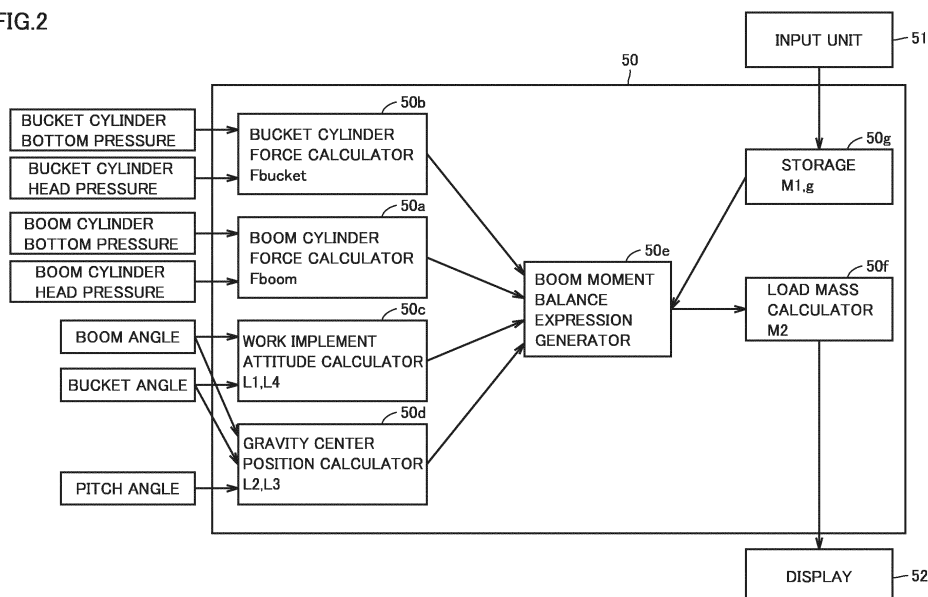 FIG.2
INPUT UNIT
51
50
50b
BUCKET CYLINDER
BOTTOM PRESSURE
BUCKET CYLINDER
FORCE CALCULATOR
Fbucket
BUCKET CYLINDER
HEAD PRESSURE
50g
STORAGE
M1,g
50a
BOOM CYLINDER
BOTTOM PRESSURE
BOOM CYLINDER
FORCE CALCULATOR
Fboom
BOOM CYLINDER
HEAD PRESSURE
50e
BOOM MOMENT
BALANCE
EXPRESSION
GENERATOR
50f
LOAD MASS
CALCULATOR
M2
50c
BOOM ANGLE
WORK IMPLEMENT
ATTITUDE CALCULATOR
L1,L4
BUCKET ANGLE
50d
GRAVITY CENTER
POSITION CALCULATOR
L2,L3
PITCH ANGLE
DISPLAY
52